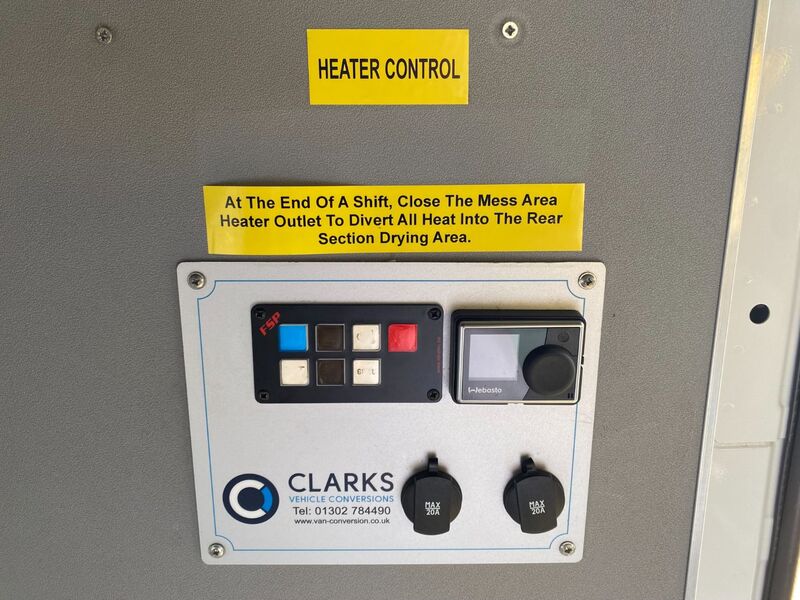 HEATER CONTROL
At The End Of A Shift, Close The Mess Area
Heater Outlet To Divert All Heat Into The Rear
Section Drying Area.
FSP
Webasto
CLARKS
VEHICLE CONVERSIONS
Tel: 01302 784490
www.van-conversion.co.uk
MAX
20A
MAX
20A